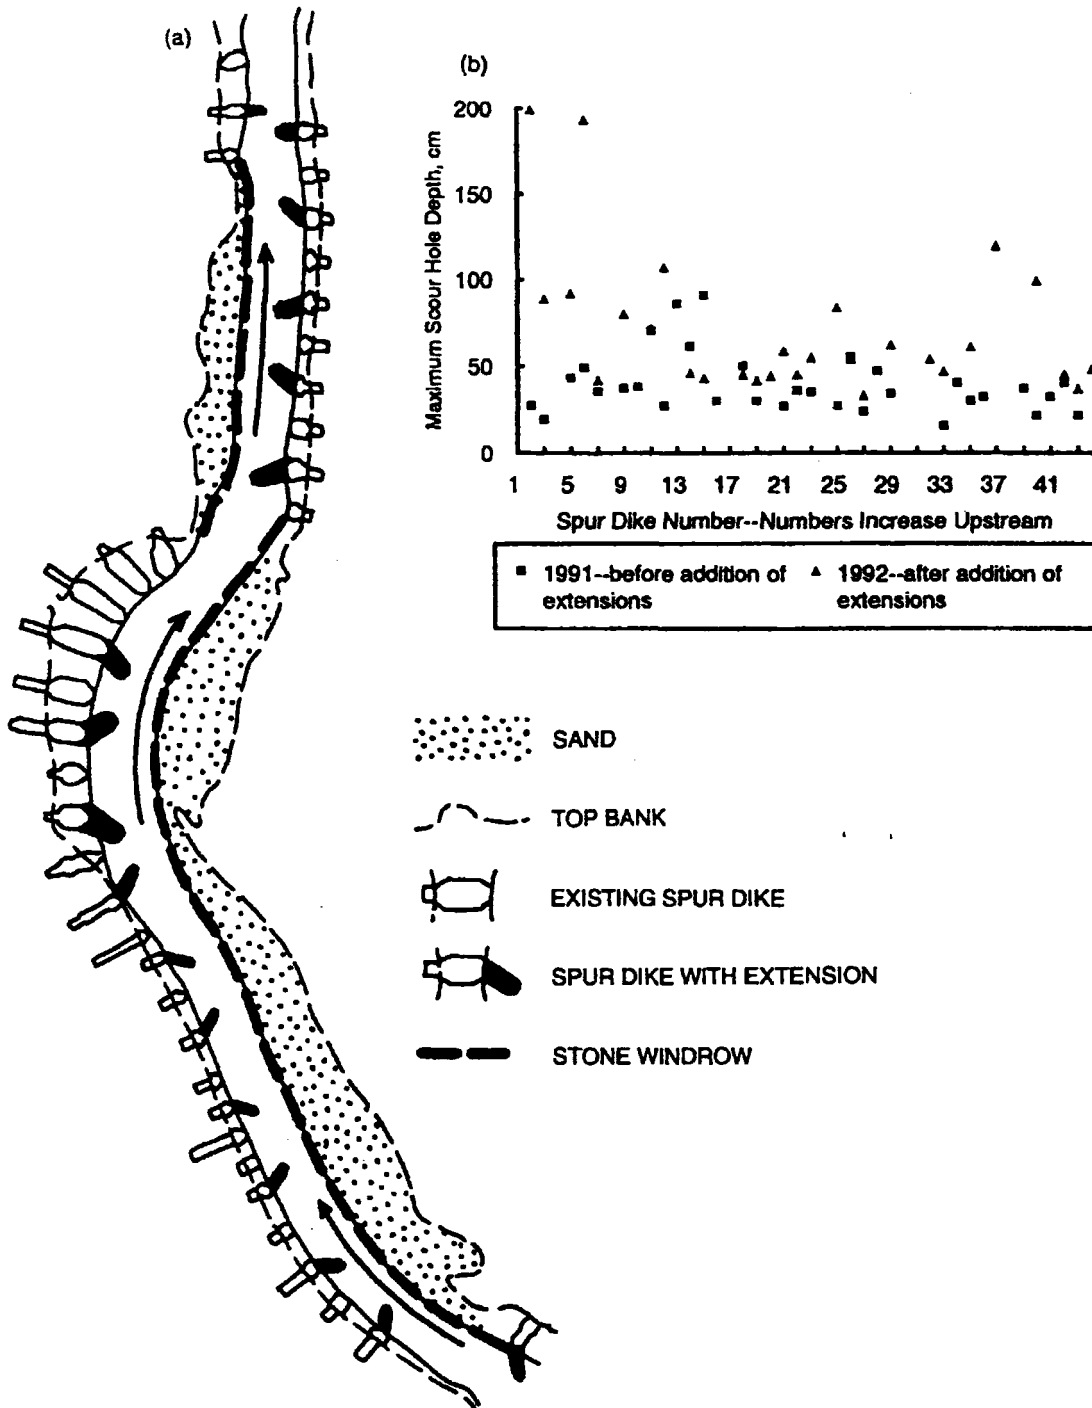 (a)
(b)
Maximum Scour Hole Depth, cm
200
150
100
50
0
1 5 9 13 17 21 25 29 33 37 41
Spur Dike Number--Numbers Increase Upstream
1991--before addition of
extensions
1992--after addition of
extensions
SAND
TOP BANK
EXISTING SPUR DIKE
SPUR DIKE WITH EXTENSION
STONE WINDROW